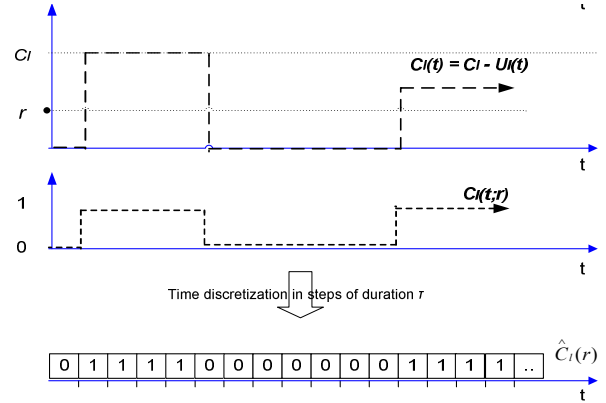 t
Cl
Cl(t) = Cl - Ul(t)
r
t
1
Cl(t;r)
0
t
Time discretization in steps of duration τ
0 1 1 1 1 0 0 0 0 0 0 0 1 1 1 1 ..
Ĉl(r)
t